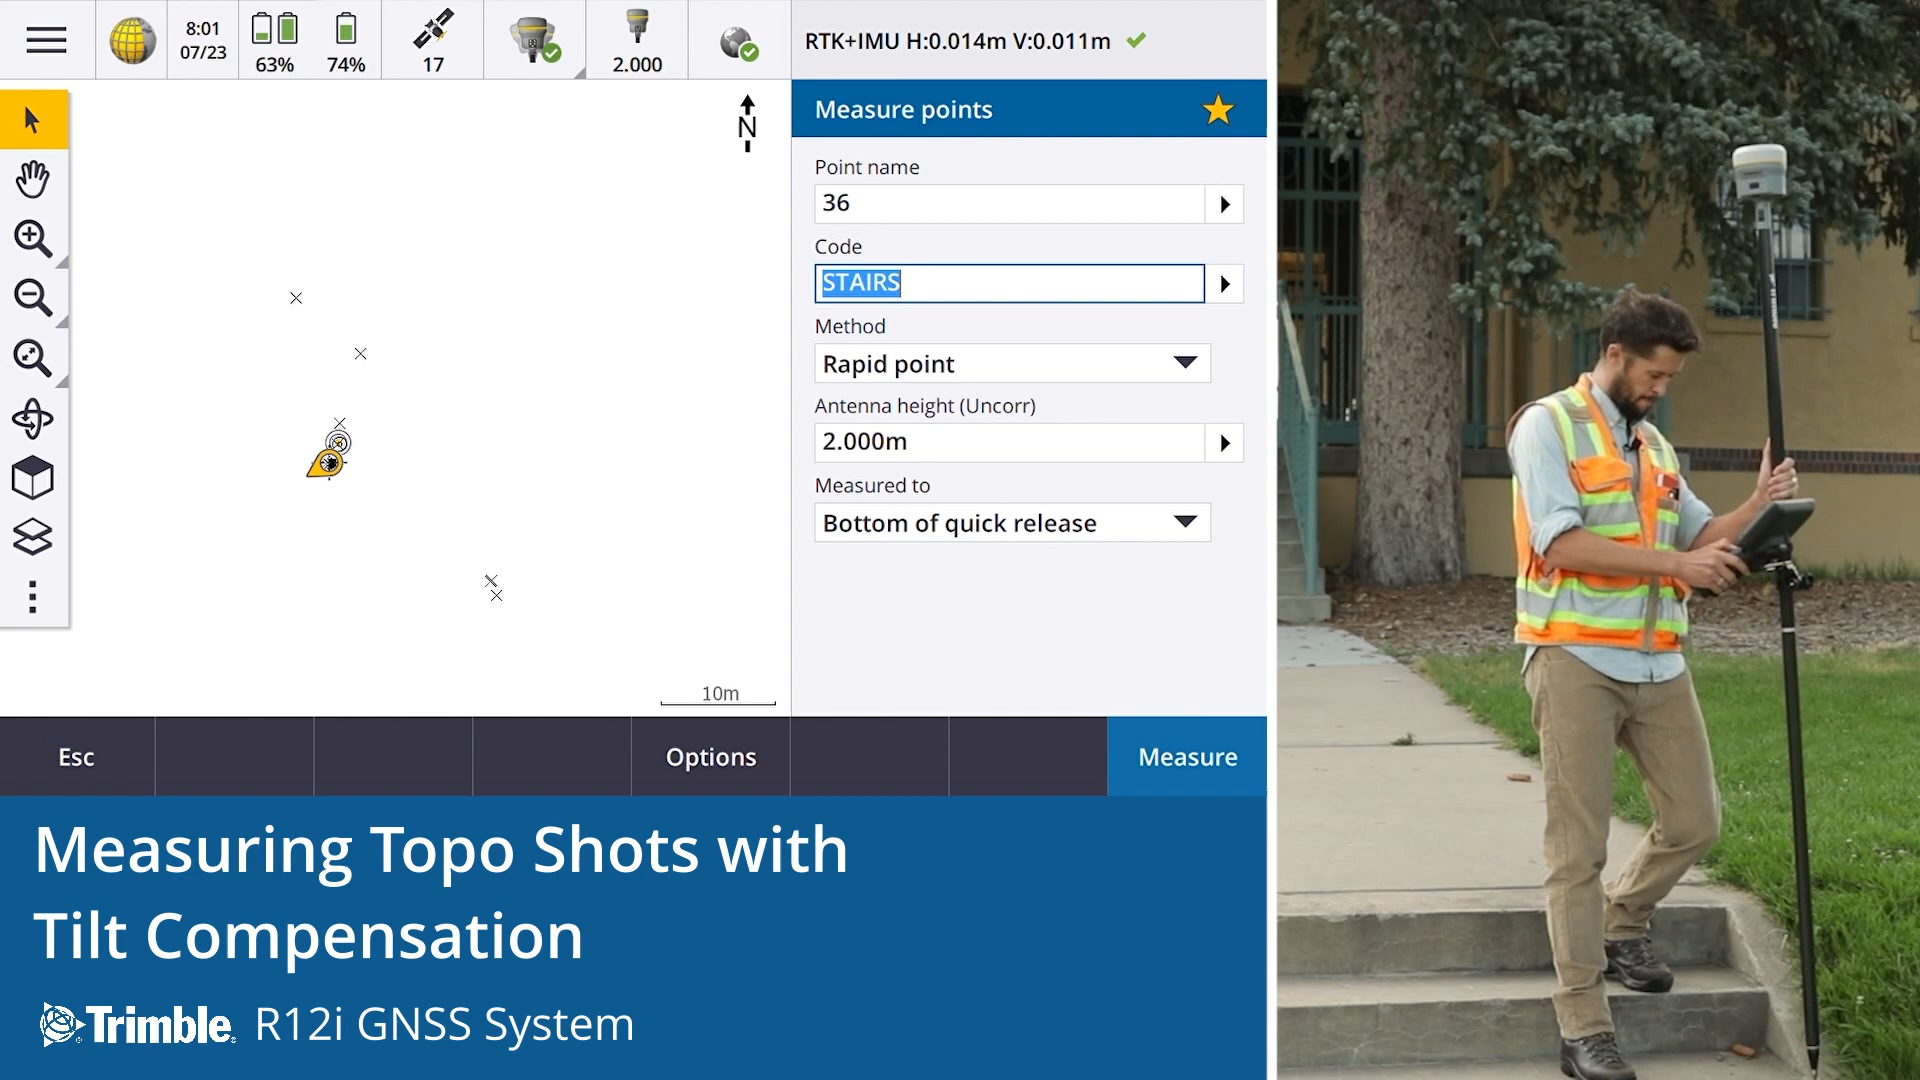 8:01
07/23
63%
74%
17
2.000
RTK+IMU H:0.014m V:0.011m
N
Measure points
Point name
36
Code
STAIRS
Method
Rapid point
Antenna height (Uncorr)
2.000m
Measured to
Bottom of quick release
10m
Esc
Options
Measure
Measuring Topo Shots with
Tilt Compensation
Trimble R12i GNSS System